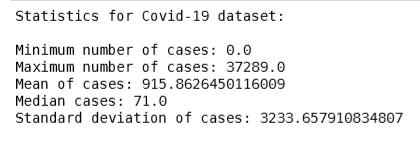 Statistics for Covid-19 dataset:
Minimum number of cases: 0.0
Maximum number of cases: 37289.0
Mean of cases: 915.8626450116009
Median cases: 71.0
Standard deviation of cases: 3233.657910834807